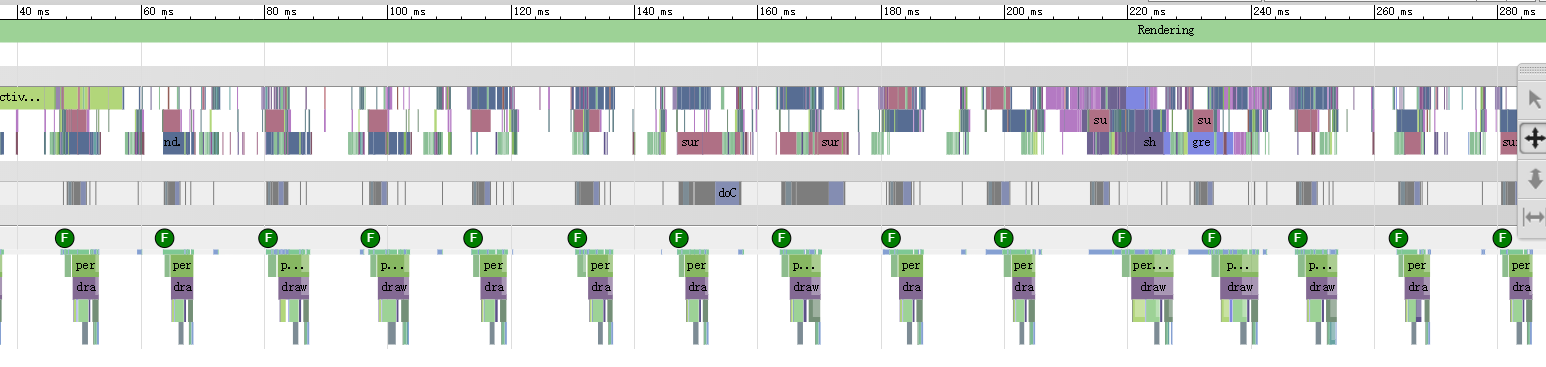 40 ms 60 ms 80 ms 100 ms 120 ms 140 ms 160 ms 180 ms 200 ms 220 ms 240 ms 260 ms 280 ms
Rendering
ctiv...
su su
nd. sur sur sh gre su
doC
F F F F F F F F F F F F F F F
per per p... p... per per per p... per per per... p... p... per per
dra dra draw draw dra dra dra draw dra dra draw draw draw dra dra